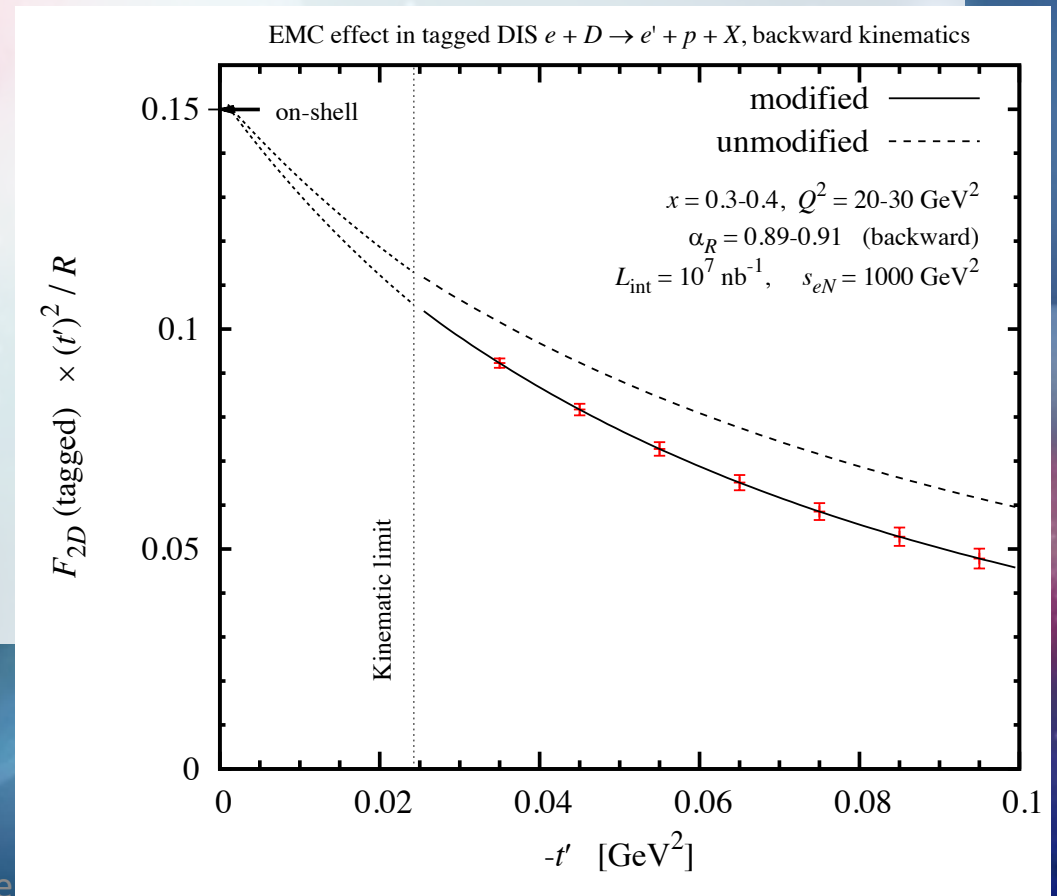 EMC effect in tagged DIS e + D → e' + p + X, backward kinematics
0.15
on-shell
modified
unmodified
x = 0.3-0.4, Q² = 20-30 GeV²
α_R = 0.89-0.91 (backward)
L_int = 10⁷ nb⁻¹, s_eN = 1000 GeV²
F_2D (tagged) × (t')² / R
0.1
0.05
0
Kinematic limit
0 0.02 0.04 0.06 0.08 0.1
-t' [GeV²]
e